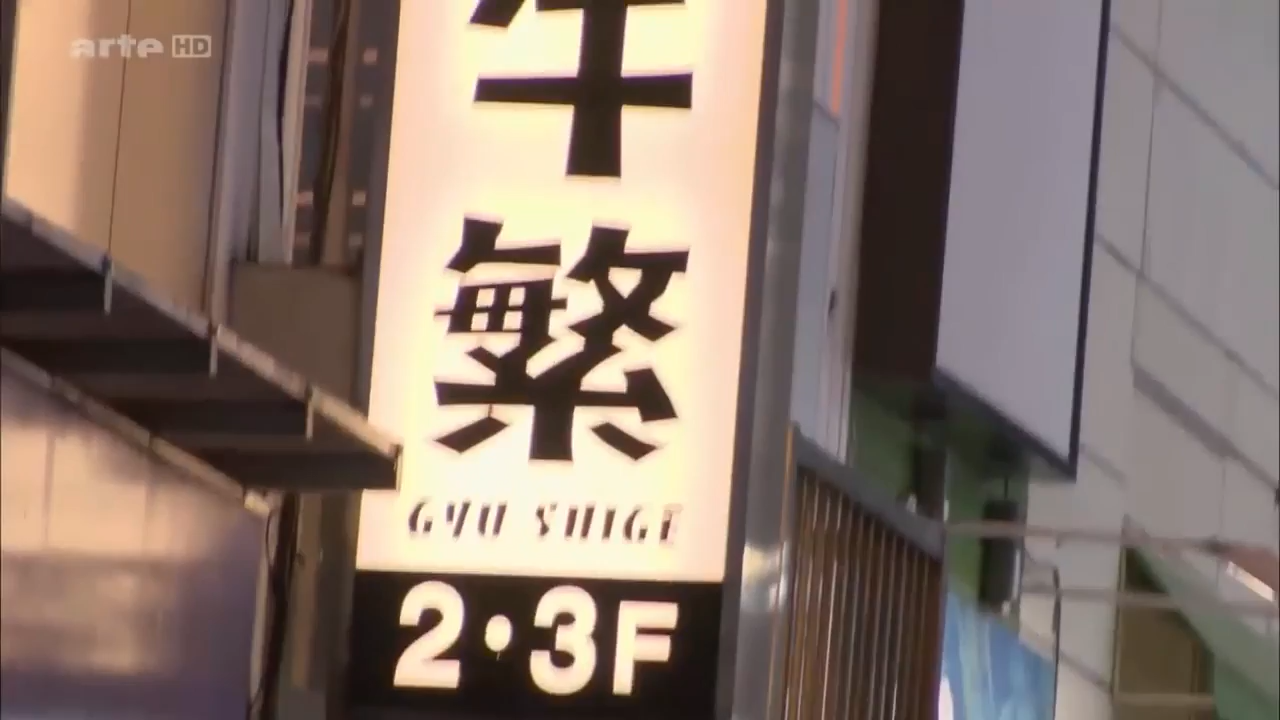 arte HD
牛
繁
GYU SHIGE
2・3F